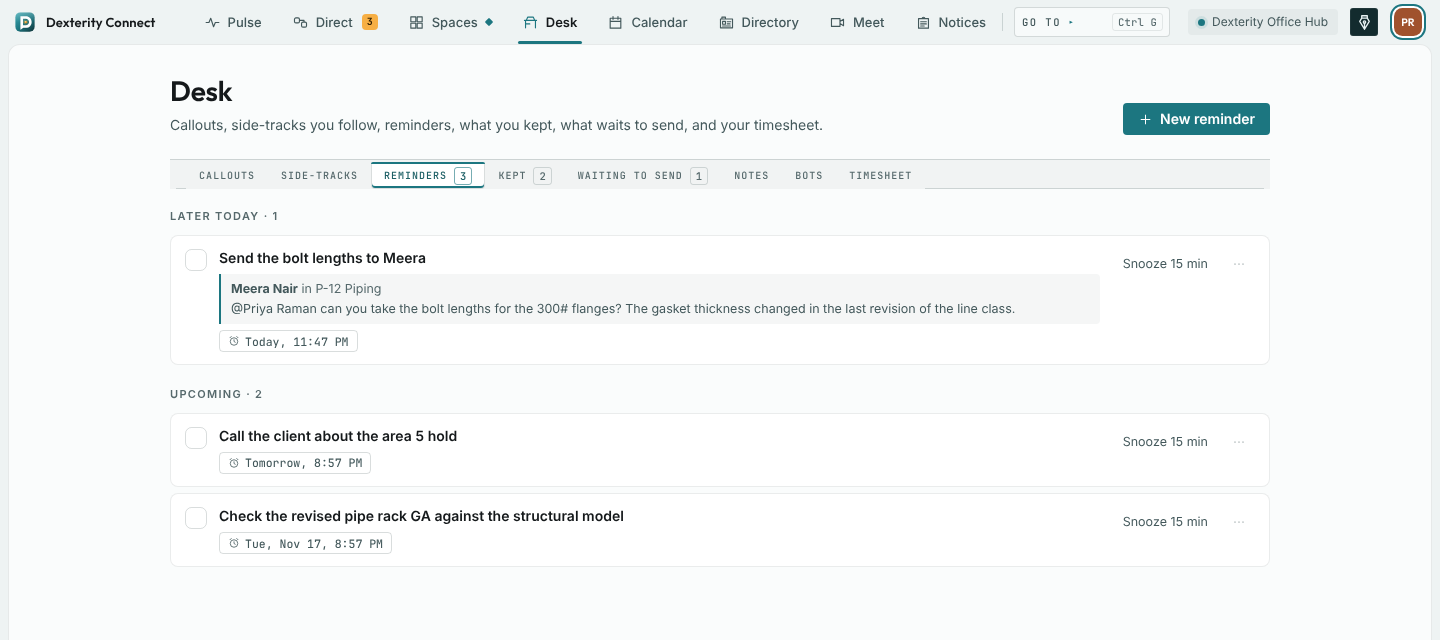 Dexterity Connect
Pulse
Direct 3
Spaces
Desk
Calendar
Directory
Meet
Notices
GO TO
Ctrl G
Dexterity Office Hub
PR
Desk
Callouts, side-tracks you follow, reminders, what you kept, what waits to send, and your timesheet.
+ New reminder
CALLOUTS
SIDE-TRACKS
REMINDERS 3
KEPT 2
WAITING TO SEND 1
NOTES
BOTS
TIMESHEET
LATER TODAY · 1
Send the bolt lengths to Meera
Snooze 15 min
Meera Nair in P-12 Piping
@Priya Raman can you take the bolt lengths for the 300# flanges? The gasket thickness changed in the last revision of the line class.
Today, 11:47 PM
UPCOMING · 2
Call the client about the area 5 hold
Snooze 15 min
Tomorrow, 8:57 PM
Check the revised pipe rack GA against the structural model
Snooze 15 min
Tue, Nov 17, 8:57 PM